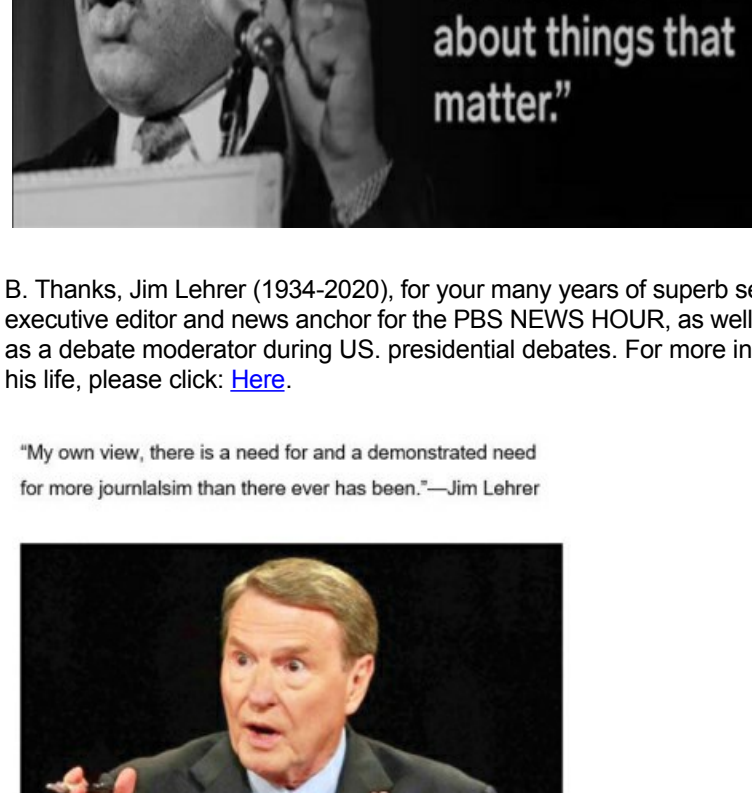 about things that
matter.”
B. Thanks, Jim Lehrer (1934-2020), for your many years of superb se
executive editor and news anchor for the PBS NEWS HOUR, as well
as a debate moderator during US. presidential debates. For more in
his life, please click: Here.
“My own view, there is a need for and a demonstrated need
for more journlalsim than there ever has been.”—Jim Lehrer